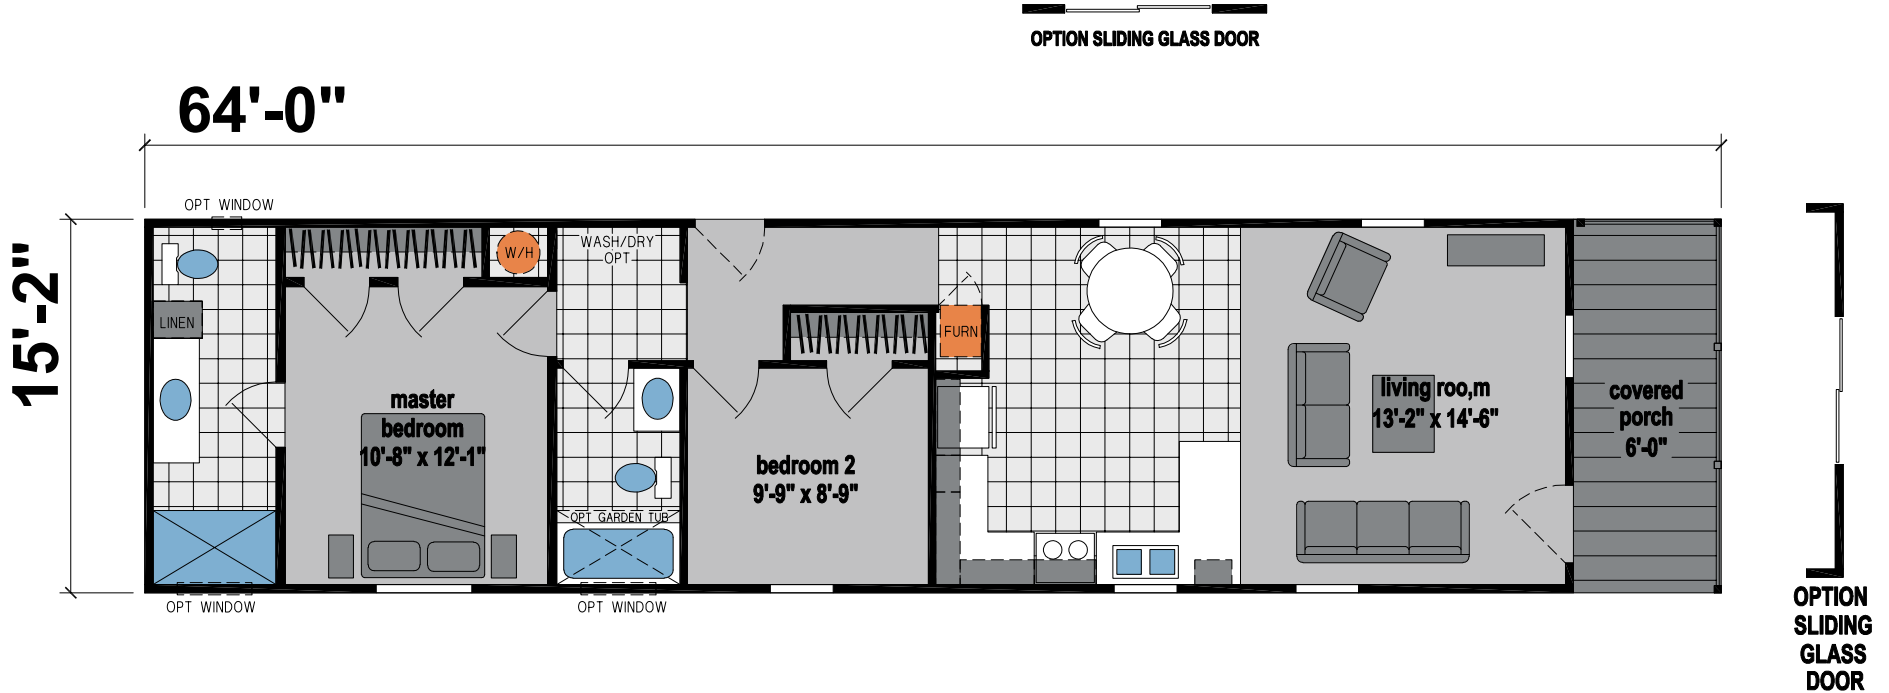 OPTION SLIDING GLASS DOOR
64'-0"
15'-2"
OPT WINDOW
WASH/DRY
OPT
W/H
LINEN
FURN
master
bedroom
10'-8" x 12'-1"
living roo,m
13'-2" x 14'-6"
covered
porch
6'-0"
bedroom 2
9'-9" x 8'-9"
OPT GARDEN TUB
OPT WINDOW
OPT WINDOW
OPTION
SLIDING
GLASS
DOOR